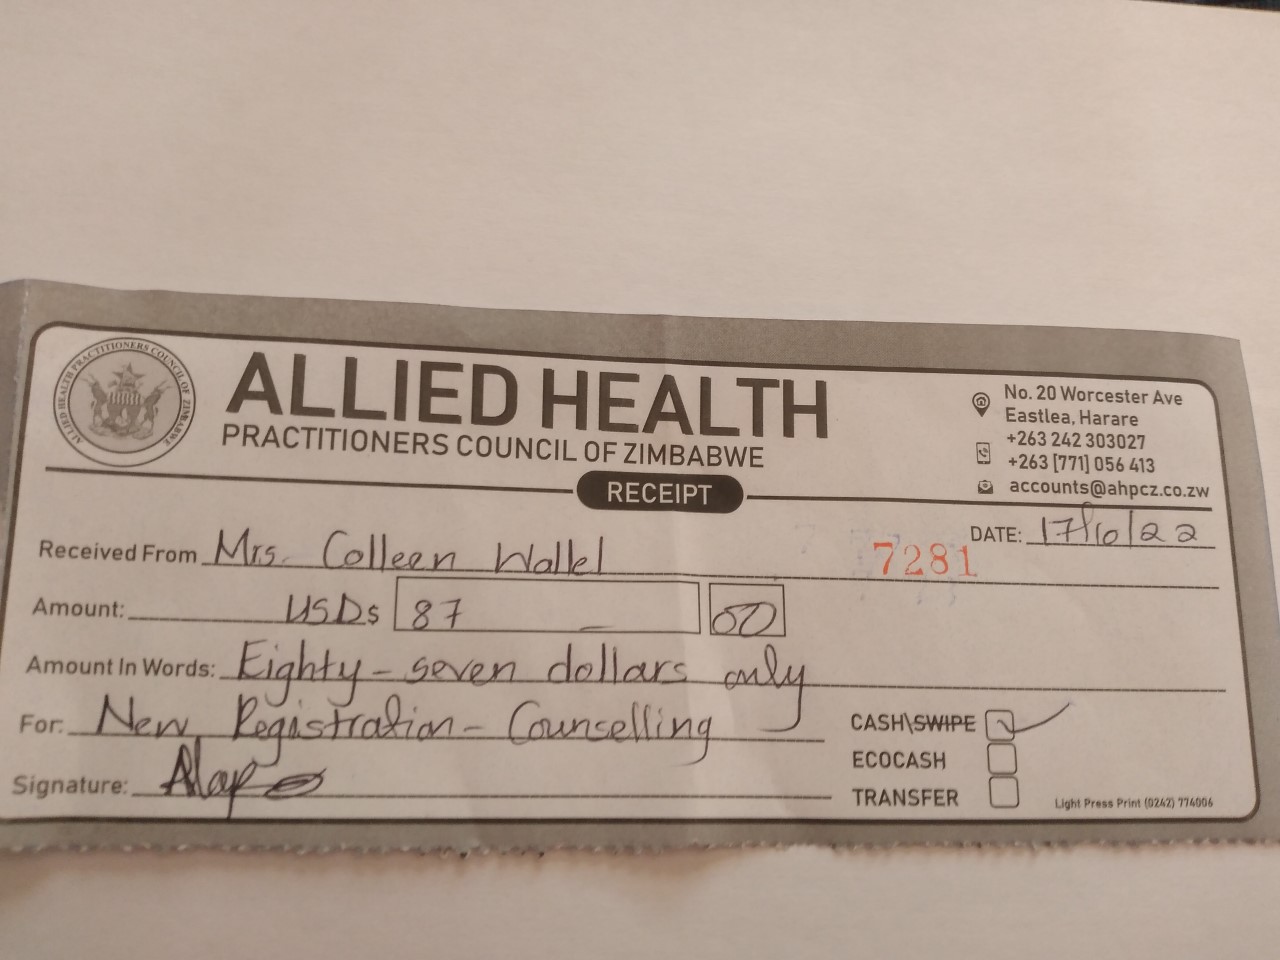 ALLIED HEALTH PRACTITIONERS COUNCIL OF ZIMBABWE
ALLIED HEALTH
PRACTITIONERS COUNCIL OF ZIMBABWE
No. 20 Worcester Ave
Eastlea, Harare
+263 242 303027
+263 [771] 056 413
accounts@ahpcz.co.zw
RECEIPT
DATE: 17/10/22
Received From Mrs. Colleen Wallel
7281
Amount: USD$ 87 — 00
Amount In Words: Eighty-seven dollars only
For: New Registration - Counselling
CASH\SWIPE
ECOCASH
Signature:
TRANSFER
Light Press Print (0242) 774006